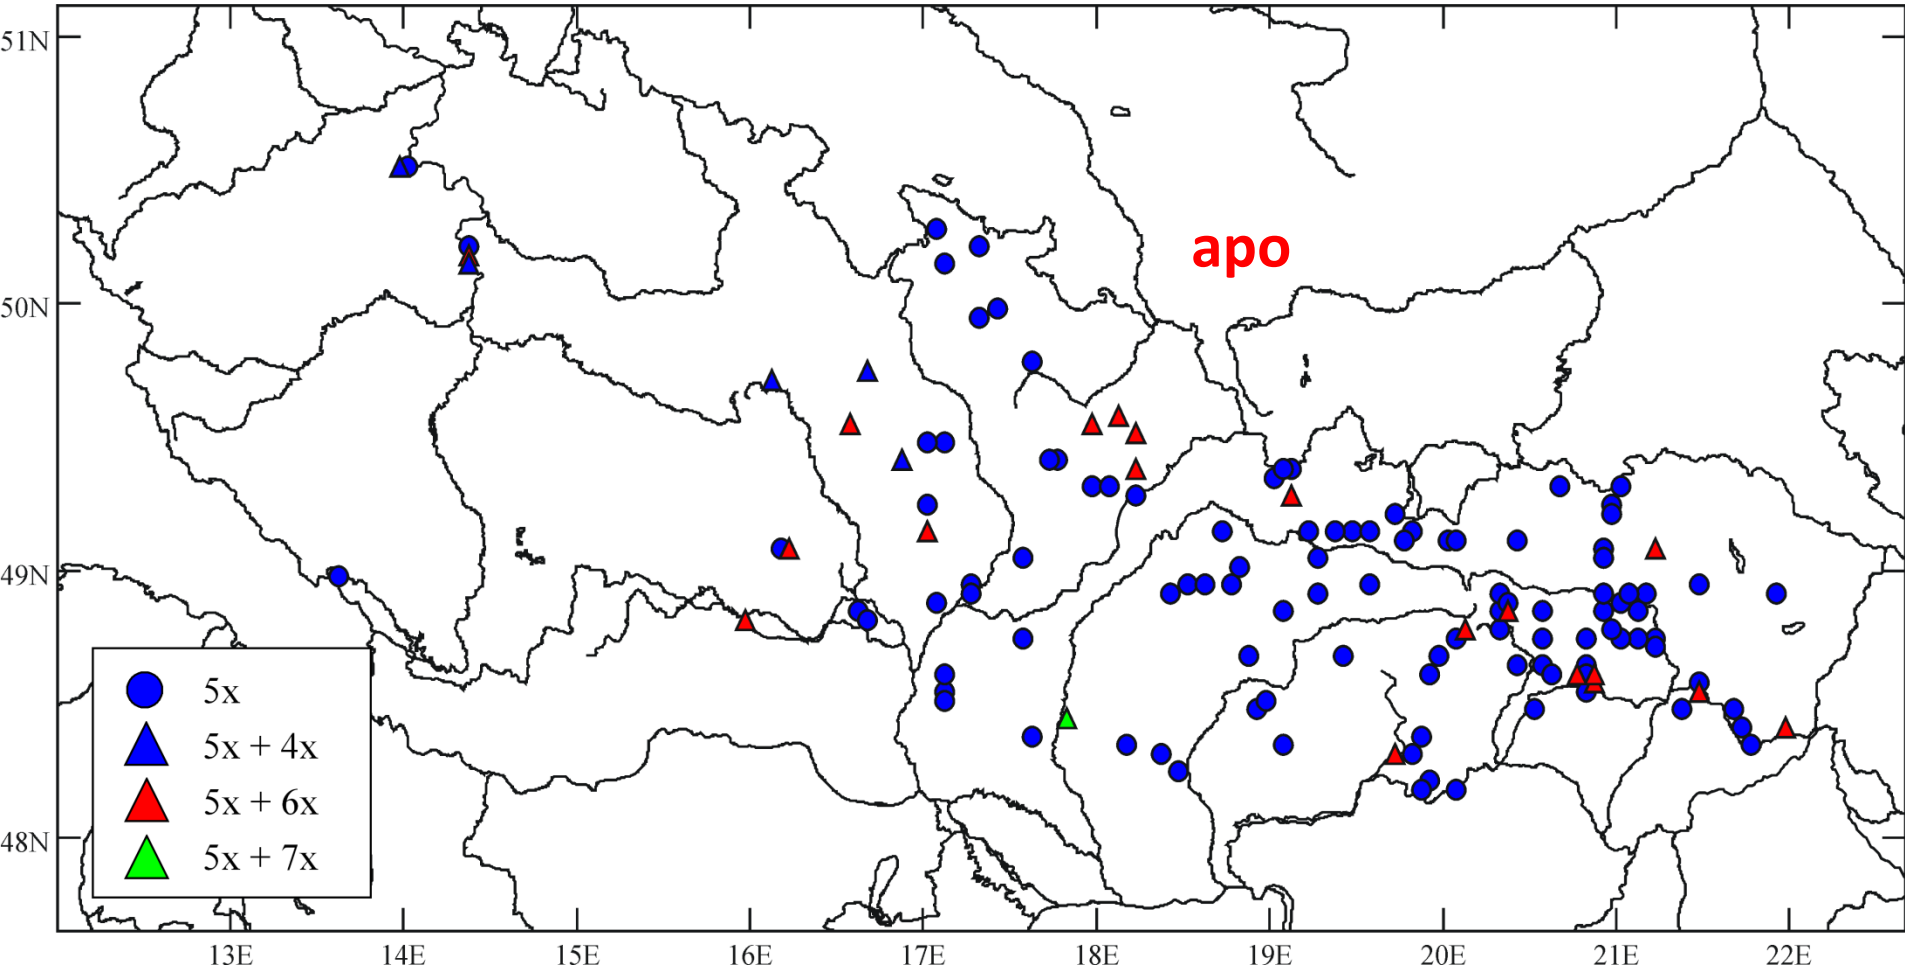 51N
apo
50N
49N
5x
5x + 4x
5x + 6x
5x + 7x
48N
13E 14E 15E 16E 17E 18E 19E 20E 21E 22E